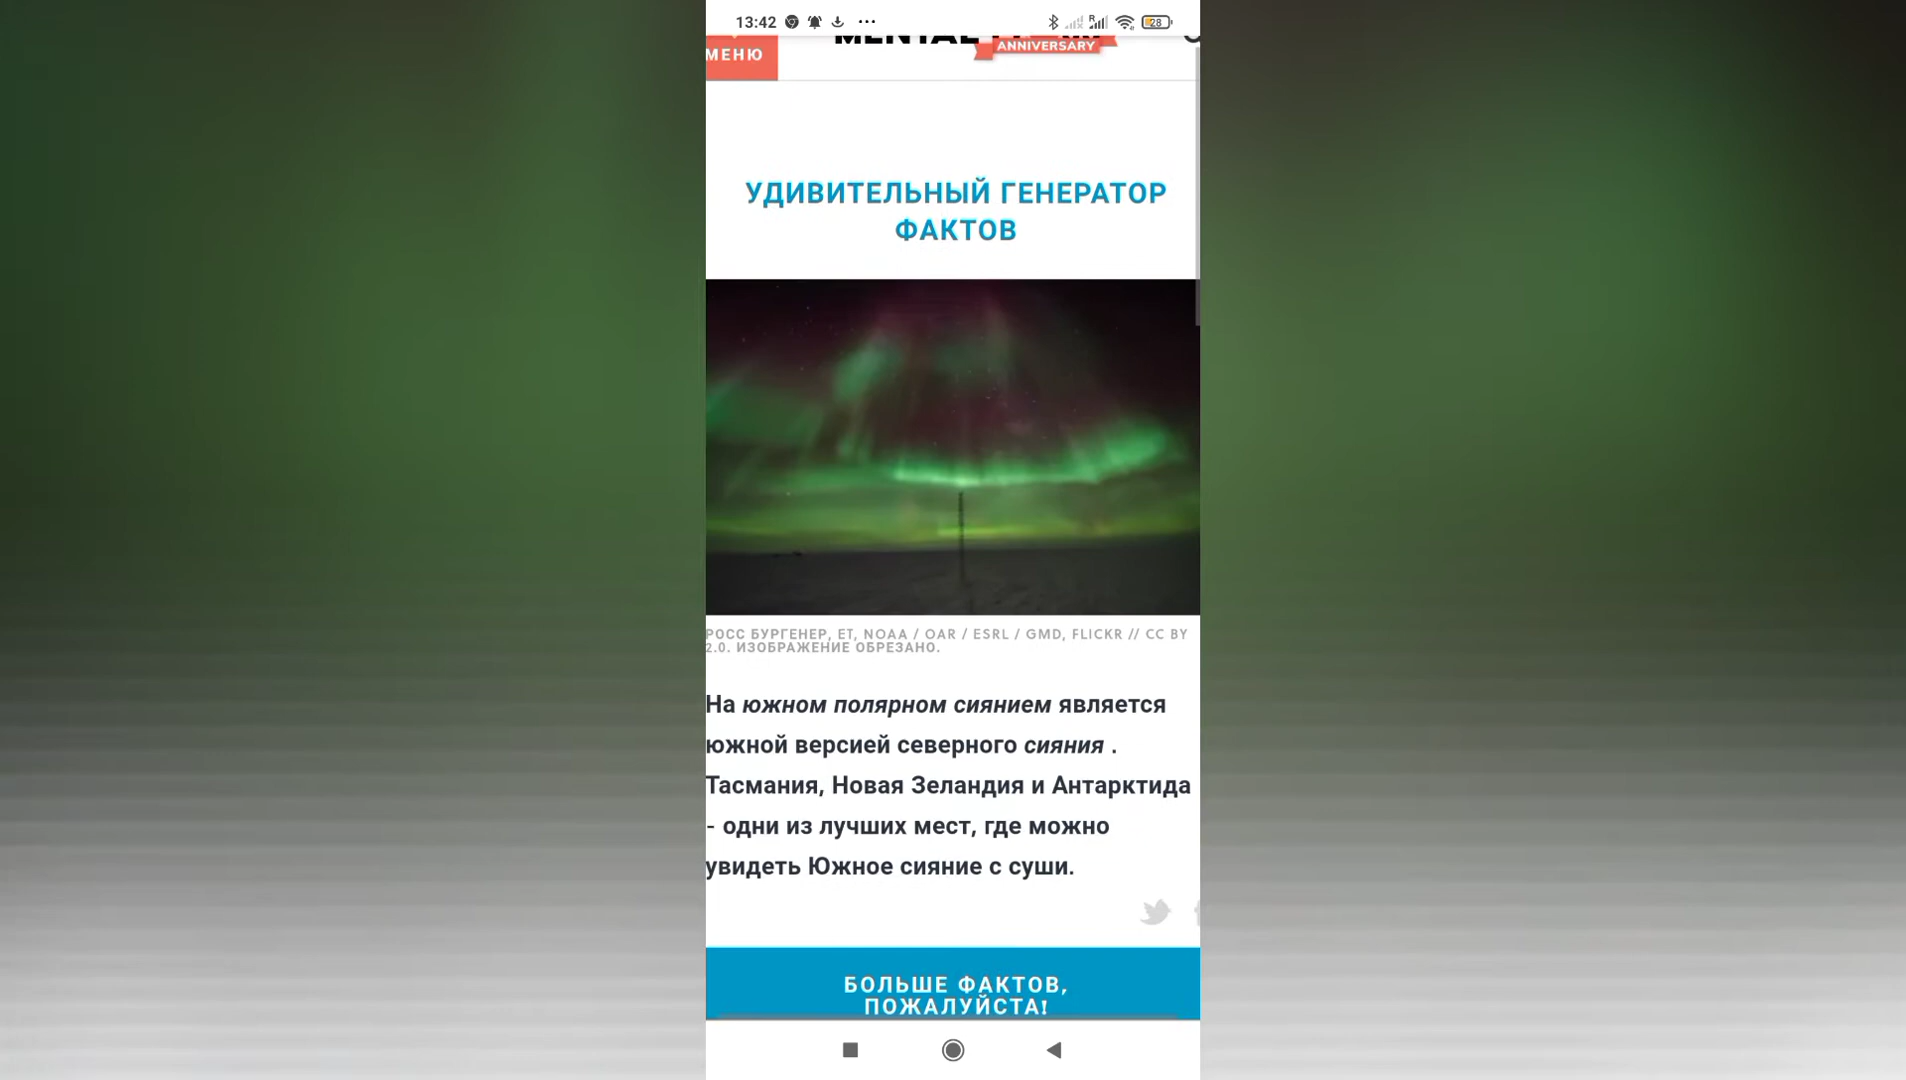 13:42
28
MENTAL
ANNIVERSARY
МЕНЮ
УДИВИТЕЛЬНЫЙ ГЕНЕРАТОР
ФАКТОВ
РОСС БУРГЕНЕР, ET, NOAA / OAR / ESRL / GMD, FLICKR // CC BY
2.0. ИЗОБРАЖЕНИЕ ОБРЕЗАНО.
На южном полярном сиянием является
южной версией северного сияния .
Тасмания, Новая Зеландия и Антарктида
- одни из лучших мест, где можно
увидеть Южное сияние с суши.
БОЛЬШЕ ФАКТОВ,
ПОЖАЛУЙСТА!